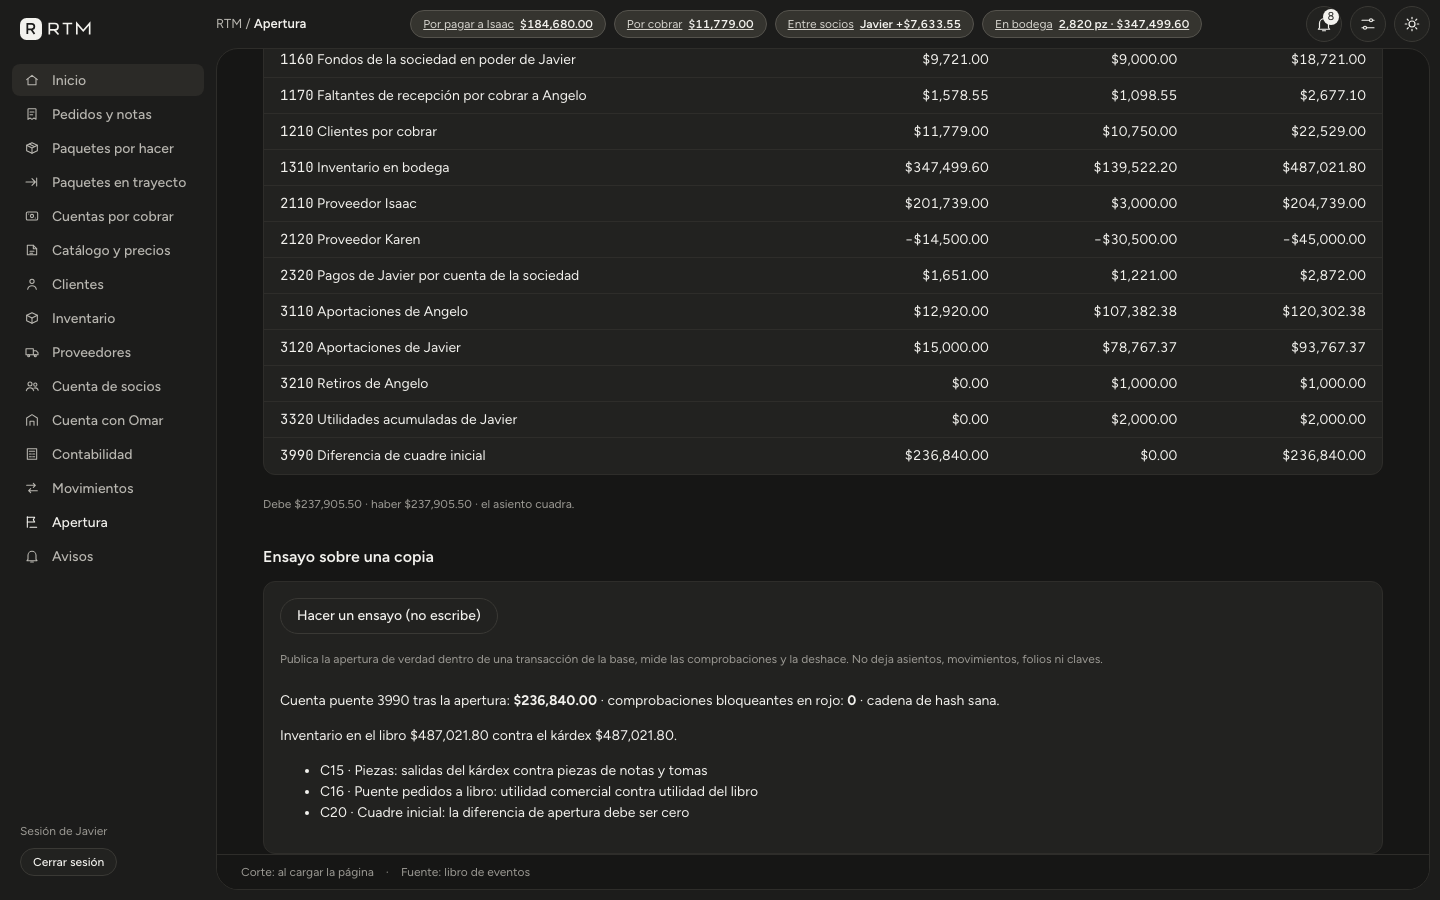 R RTM
RTM / Apertura
Por pagar a Isaac $184,680.00
Por cobrar $11,779.00
Entre socios Javier +$7,633.55
En bodega 2,820 pz · $347,499.60
8
Inicio
Pedidos y notas
Paquetes por hacer
Paquetes en trayecto
Cuentas por cobrar
Catálogo y precios
Clientes
Inventario
Proveedores
Cuenta de socios
Cuenta con Omar
Contabilidad
Movimientos
Apertura
Avisos
Sesión de Javier
Cerrar sesión
1160 Fondos de la sociedad en poder de Javier $9,721.00 $9,000.00 $18,721.00
1170 Faltantes de recepción por cobrar a Angelo $1,578.55 $1,098.55 $2,677.10
1210 Clientes por cobrar $11,779.00 $10,750.00 $22,529.00
1310 Inventario en bodega $347,499.60 $139,522.20 $487,021.80
2110 Proveedor Isaac $201,739.00 $3,000.00 $204,739.00
2120 Proveedor Karen −$14,500.00 −$30,500.00 −$45,000.00
2320 Pagos de Javier por cuenta de la sociedad $1,651.00 $1,221.00 $2,872.00
3110 Aportaciones de Angelo $12,920.00 $107,382.38 $120,302.38
3120 Aportaciones de Javier $15,000.00 $78,767.37 $93,767.37
3210 Retiros de Angelo $0.00 $1,000.00 $1,000.00
3320 Utilidades acumuladas de Javier $0.00 $2,000.00 $2,000.00
3990 Diferencia de cuadre inicial $236,840.00 $0.00 $236,840.00
Debe $237,905.50 · haber $237,905.50 · el asiento cuadra.
Ensayo sobre una copia
Hacer un ensayo (no escribe)
Publica la apertura de verdad dentro de una transacción de la base, mide las comprobaciones y la deshace. No deja asientos, movimientos, folios ni claves.
Cuenta puente 3990 tras la apertura: $236,840.00 · comprobaciones bloqueantes en rojo: 0 · cadena de hash sana.
Inventario en el libro $487,021.80 contra el kárdex $487,021.80.
• C15 · Piezas: salidas del kárdex contra piezas de notas y tomas
• C16 · Puente pedidos a libro: utilidad comercial contra utilidad del libro
• C20 · Cuadre inicial: la diferencia de apertura debe ser cero
Corte: al cargar la página · Fuente: libro de eventos